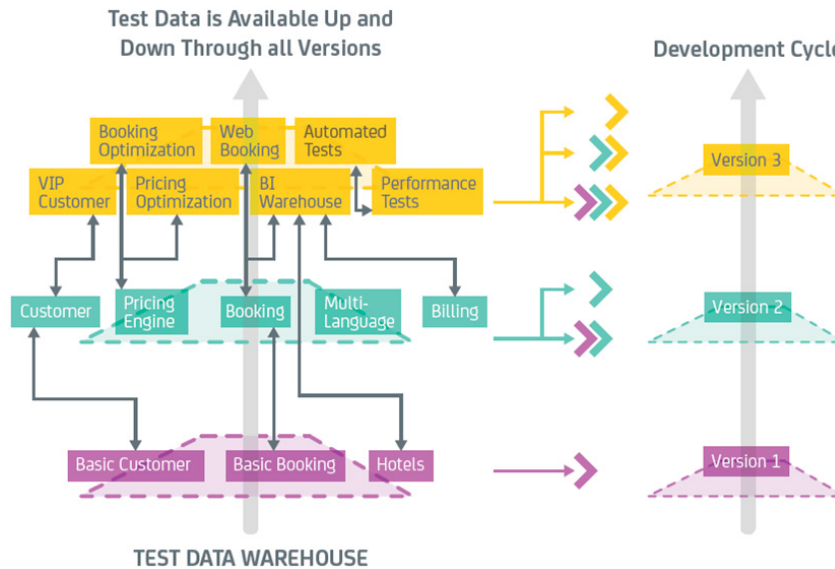 Test Data is Available Up and
Down Through all Versions
Development Cycle
Booking
Optimization
Web
Booking
Automated
Tests
VIP
Customer
Pricing
Optimization
BI
Warehouse
Performance
Tests
Version 3
Customer
Pricing
Engine
Booking
Multi-
Language
Billing
Version 2
Basic Customer
Basic Booking
Hotels
Version 1
TEST DATA WAREHOUSE